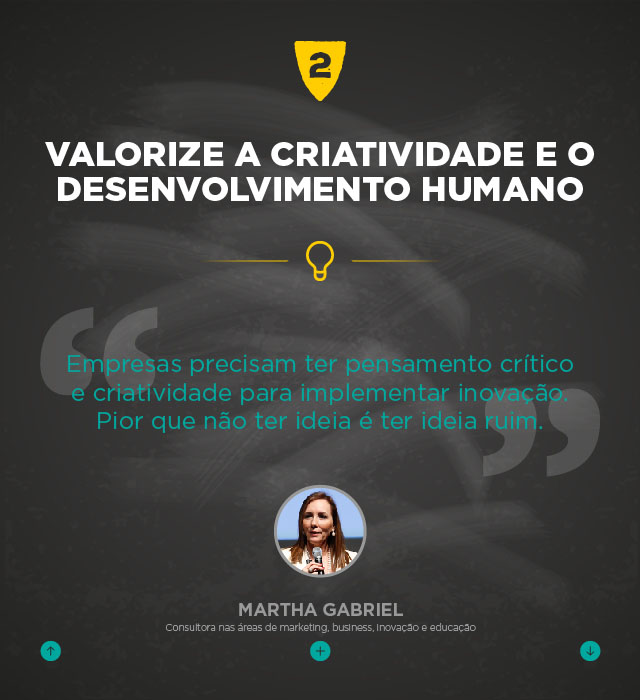 2
VALORIZE A CRIATIVIDADE E O
DESENVOLVIMENTO HUMANO
“
Empresas precisam ter pensamento crítico
e criatividade para implementar inovação.
Pior que não ter ideia é ter ideia ruim.
”
MARTHA GABRIEL
Consultora nas áreas de marketing, business, inovação e educação